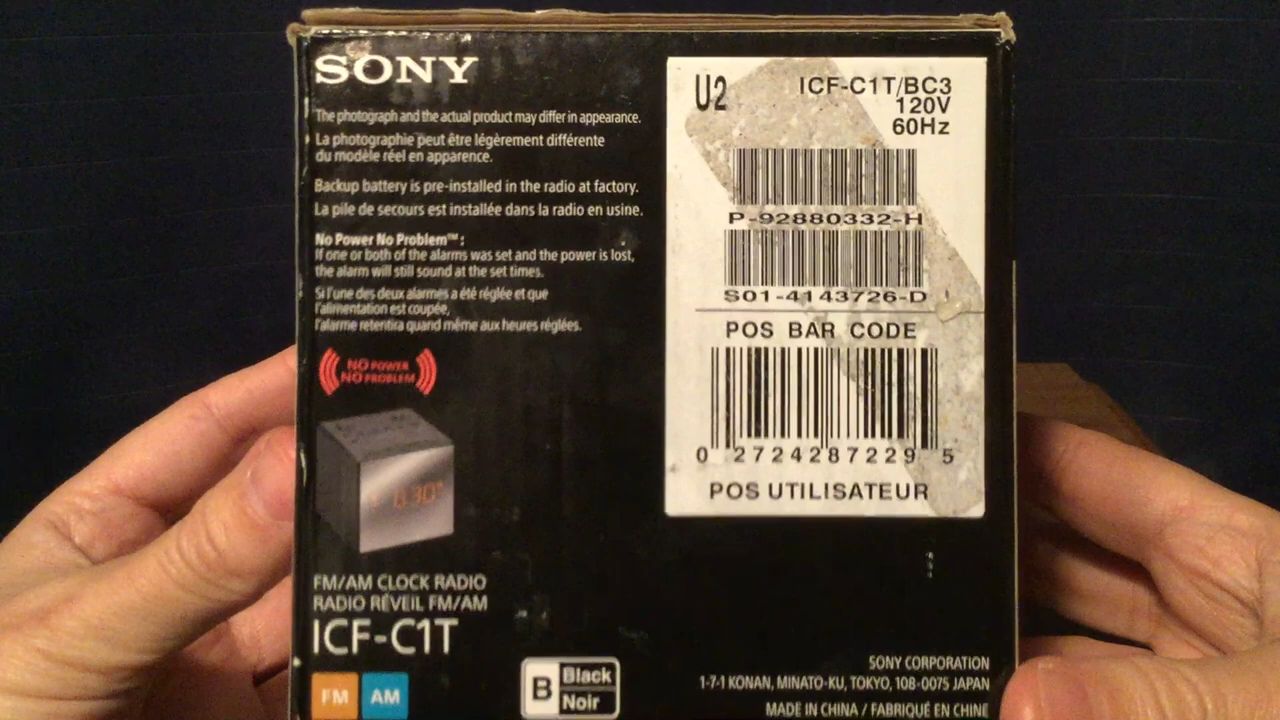 SONY
The photograph and the actual product may differ in appearance.
La photographie peut être légèrement différente
du modèle réel en apparence.
Backup battery is pre-installed in the radio at factory.
La pile de secours est installée dans la radio en usine.
No Power No Problem™ :
If one or both of the alarms was set and the power is lost,
the alarm will still sound at the set times.
Si l'une des deux alarmes a été réglée et que
l'alimentation est coupée,
l'alarme retentira quand même aux heures réglées.
NO POWER
NO PROBLEM
6:30
FM/AM CLOCK RADIO
RADIO RÉVEIL FM/AM
ICF-C1T
FM AM
B Black
Noir
U2 ICF-C1T/BC3
120V
60Hz
P-92880332-H
S01-4143726-D
POS BAR CODE
0 27242 87229 5
POS UTILISATEUR
SONY CORPORATION
1-7-1 KONAN, MINATO-KU, TOKYO, 108-0075 JAPAN
MADE IN CHINA / FABRIQUÉ EN CHINE